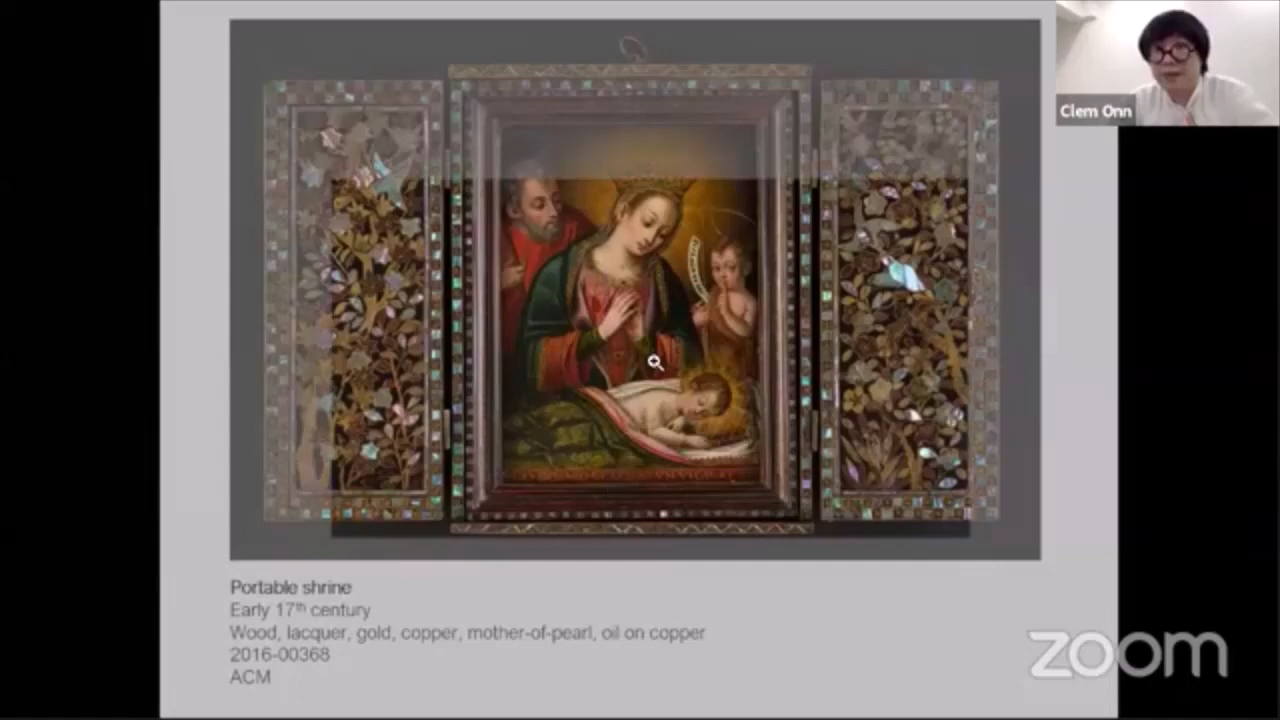 Clem Onn
Portable shrine
Early 17th century
Wood, lacquer, gold, copper, mother-of-pearl, oil on copper
2016-00368
ACM
zoom